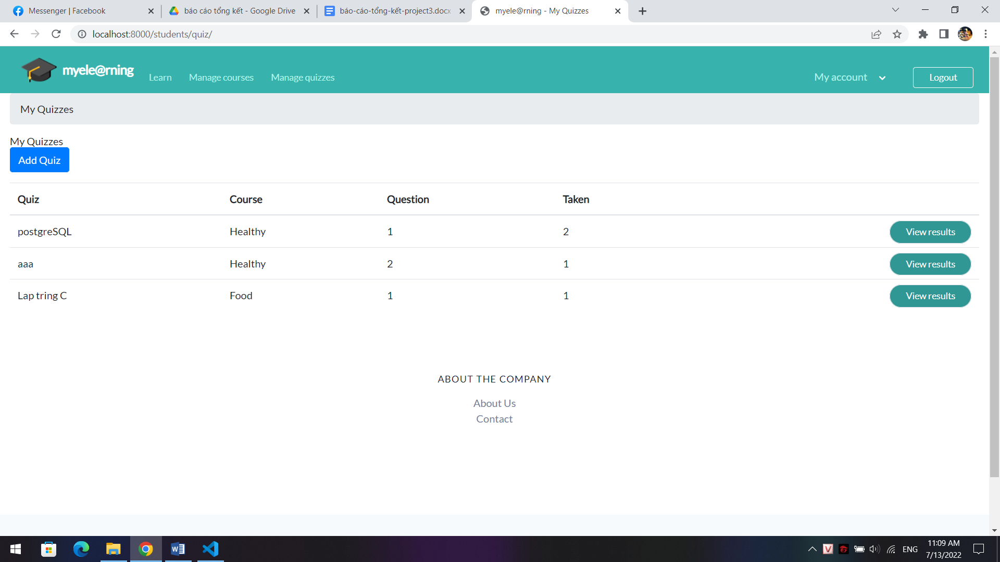 Messenger | Facebook
báo cáo tổng kết - Google Drive
báo-cáo-tổng-kết-project3.docx
myele@rning - My Quizzes
localhost:8000/students/quiz/
myele@rning
Learn
Manage courses
Manage quizzes
My account
Logout
My Quizzes
My Quizzes
Add Quiz
Quiz Course Question Taken
postgreSQL Healthy 1 2 View results
aaa Healthy 2 1 View results
Lap tring C Food 1 1 View results
ABOUT THE COMPANY
About Us
Contact
ENG
11:09 AM
7/13/2022